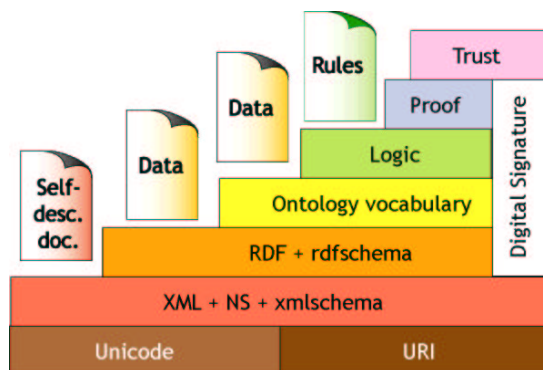 Trust
Rules
Proof
Data
Logic
Data
Self-
desc.
doc.
Ontology vocabulary
Digital Signature
RDF + rdfschema
XML + NS + xmlschema
Unicode
URI